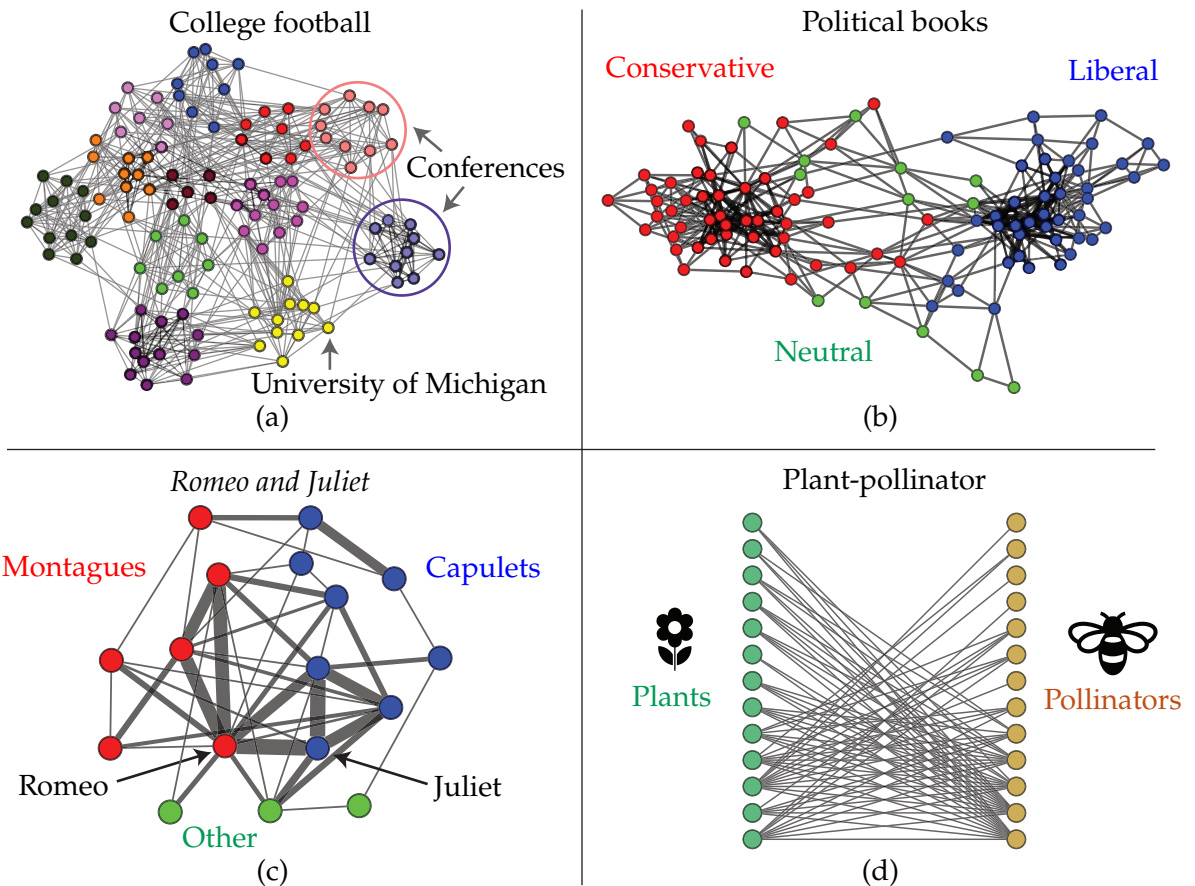 College football
Conferences
University of Michigan
(a)
Political books
Conservative
Liberal
Neutral
(b)
Romeo and Juliet
Montagues
Capulets
Romeo
Juliet
Other
(c)
Plant-pollinator
Plants
Pollinators
(d)